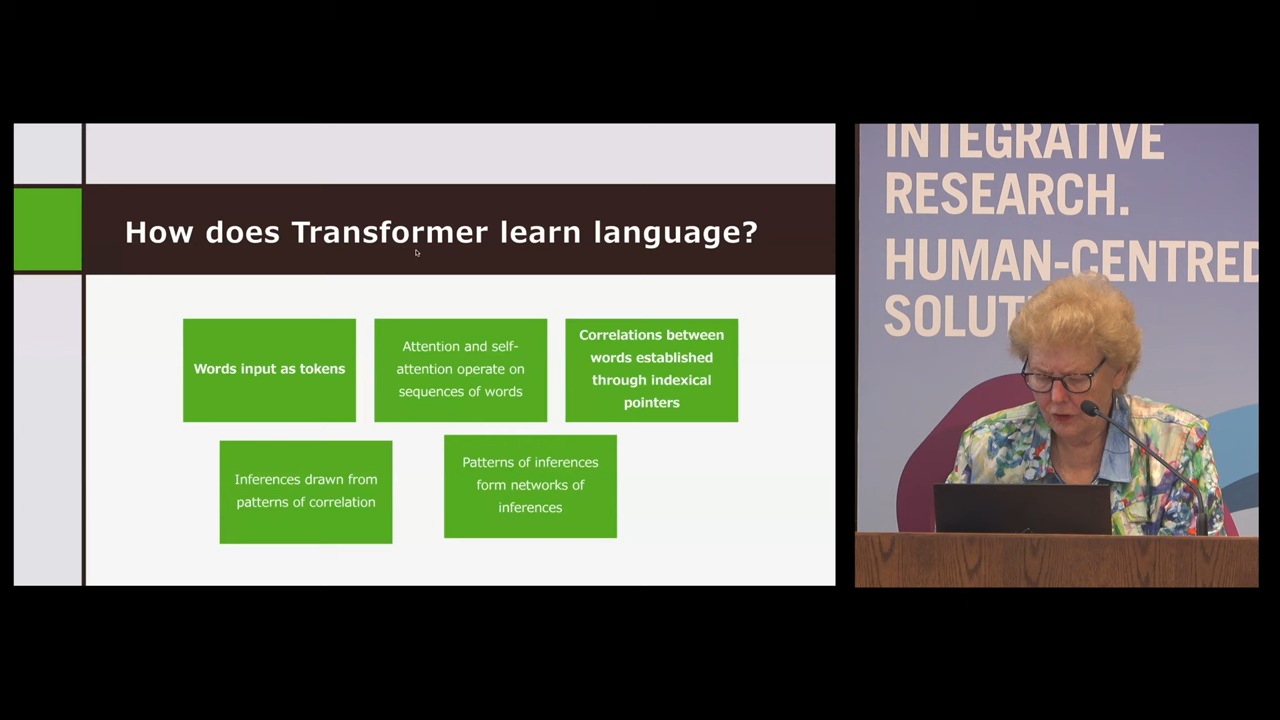 How does Transformer learn language?
Words input as tokens
Attention and self-
attention operate on
sequences of words
Correlations between
words established
through indexical
pointers
Inferences drawn from
patterns of correlation
Patterns of inferences
form networks of
inferences
INTEGRATIVE
RESEARCH.
HUMAN-CENTRED